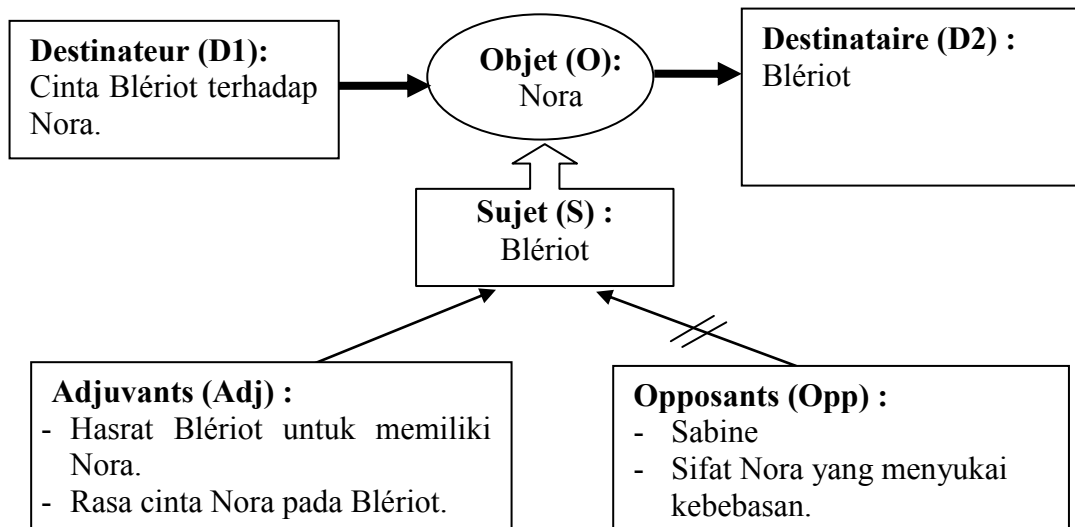 Destinateur (D1):
Cinta Blériot terhadap
Nora.
Objet (O):
Nora
Destinataire (D2) :
Blériot
Sujet (S) :
Blériot
Adjuvants (Adj) :
- Hasrat Blériot untuk memiliki
Nora.
- Rasa cinta Nora pada Blériot.
Opposants (Opp) :
- Sabine
- Sifat Nora yang menyukai
kebebasan.